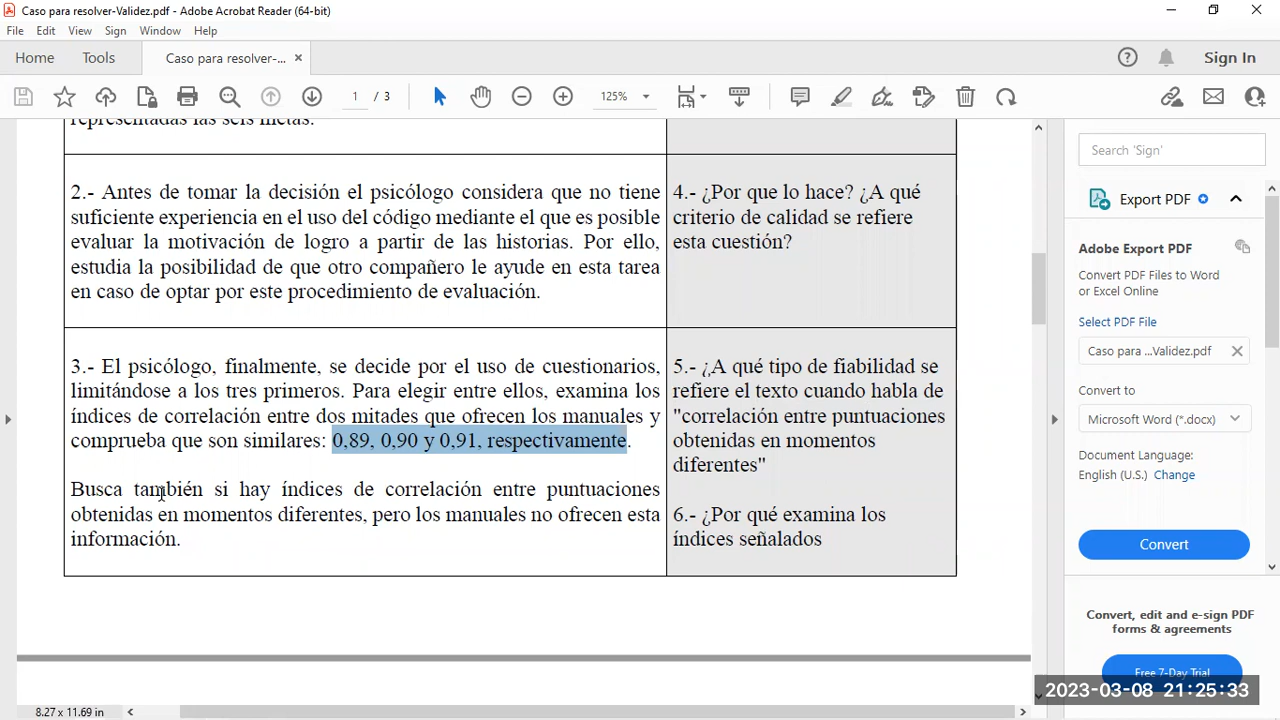 Caso para resolver-Validez.pdf - Adobe Acrobat Reader (64-bit)
File Edit View Sign Window Help
Home Tools Caso para resolver-... × Sign In
1 / 3 125%
representadas las seis metas.
2.- Antes de tomar la decisión el psicólogo considera que no tiene
suficiente experiencia en el uso del código mediante el que es posible
evaluar la motivación de logro a partir de las historias. Por ello,
estudia la posibilidad de que otro compañero le ayude en esta tarea
en caso de optar por este procedimiento de evaluación.
4.- ¿Por que lo hace? ¿A qué
criterio de calidad se refiere
esta cuestión?
3.- El psicólogo, finalmente, se decide por el uso de cuestionarios,
limitándose a los tres primeros. Para elegir entre ellos, examina los
índices de correlación entre dos mitades que ofrecen los manuales y
comprueba que son similares: 0,89, 0,90 y 0,91, respectivamente.
Busca también si hay índices de correlación entre puntuaciones
obtenidas en momentos diferentes, pero los manuales no ofrecen esta
información.
5.- ¿A qué tipo de fiabilidad se
refiere el texto cuando habla de
"correlación entre puntuaciones
obtenidas en momentos
diferentes"
6.- ¿Por qué examina los
índices señalados
8.27 x 11.69 in
Search 'Sign'
Export PDF
Adobe Export PDF
Convert PDF Files to Word
or Excel Online
Select PDF File
Caso para ...Validez.pdf
Convert to
Microsoft Word (*.docx)
Document Language:
English (U.S.) Change
Convert
Convert, edit and e-sign PDF
forms & agreements
Free 7-Day Trial
2023-03-08 21:25:33